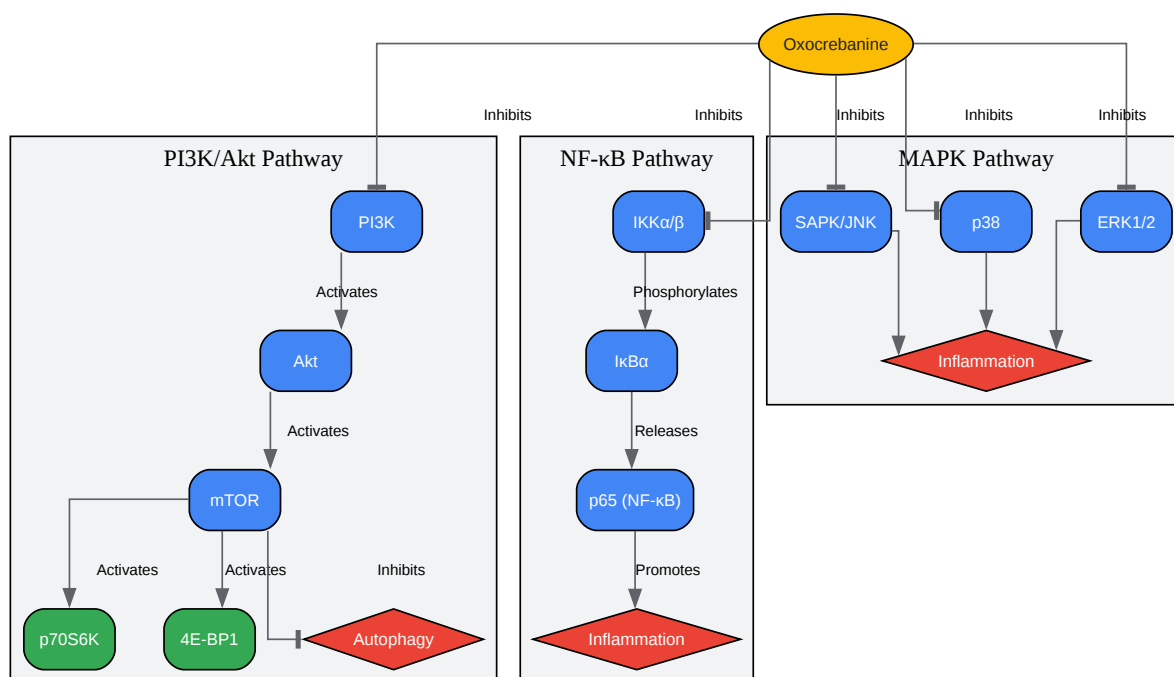 Oxocrebanine
Inhibits
Inhibits
Inhibits
Inhibits
Inhibits
PI3K/Akt Pathway
NF-κB Pathway
MAPK Pathway
PI3K
IKKα/β
SAPK/JNK
p38
ERK1/2
Activates
Phosphorylates
Akt
IκBα
Inflammation
Activates
Releases
mTOR
p65 (NF-κB)
Activates
Activates
Inhibits
Promotes
p70S6K
4E-BP1
Autophagy
Inflammation